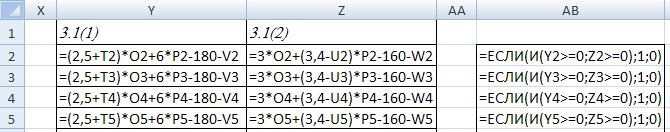 Y Z AA AB
1 3.1(1) 3.1(2)
2 =(2,5+T2)*O2+6*P2-180-V2 =3*O2+(3,4-U2)*P2-160-W2 =ЕСЛИ(И(Y2>=0;Z2>=0);1;0)
3 =(2,5+T3)*O3+6*P3-180-V3 =3*O3+(3,4-U3)*P3-160-W3 =ЕСЛИ(И(Y3>=0;Z3>=0);1;0)
4 =(2,5+T4)*O4+6*P4-180-V4 =3*O4+(3,4-U4)*P4-160-W4 =ЕСЛИ(И(Y4>=0;Z4>=0);1;0)
5 =(2,5+T5)*O5+6*P5-180-V5 =3*O5+(3,4-U5)*P5-160-W5 =ЕСЛИ(И(Y5>=0;Z5>=0);1;0)